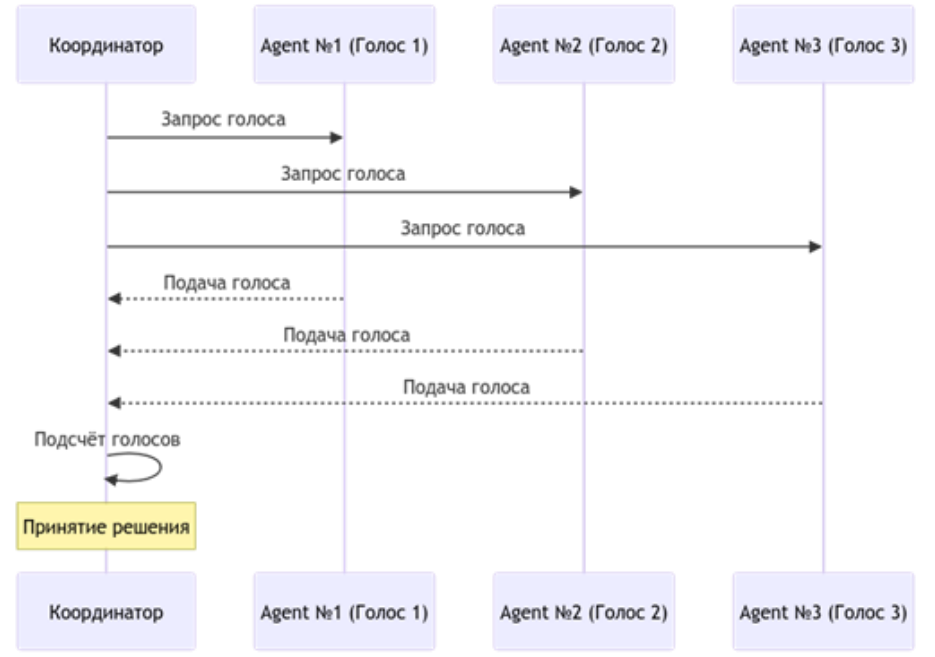 Координатор
Agent №1 (Голос 1)
Agent №2 (Голос 2)
Agent №3 (Голос 3)
Запрос голоса
Запрос голоса
Запрос голоса
Подача голоса
Подача голоса
Подача голоса
Подсчёт голосов
Принятие решения
Координатор
Agent №1 (Голос 1)
Agent №2 (Голос 2)
Agent №3 (Голос 3)